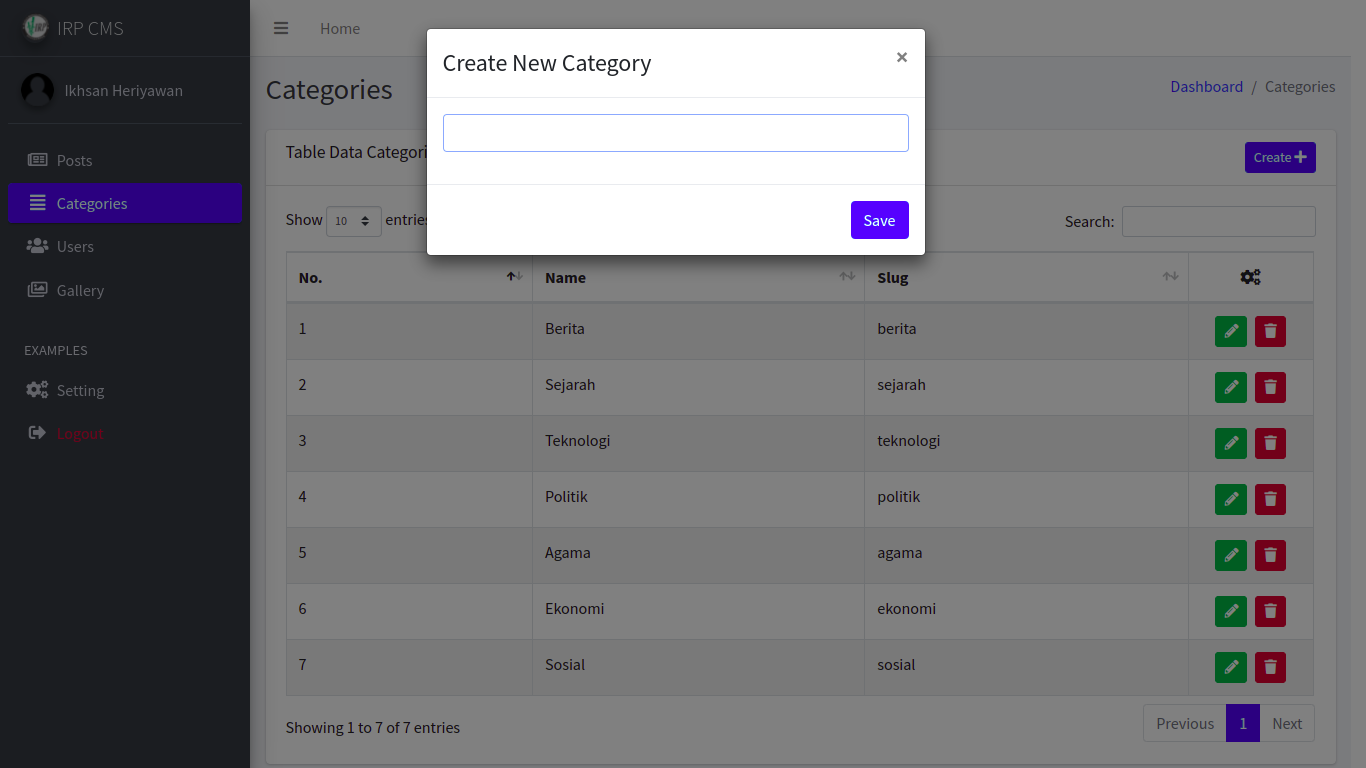 IRP CMS
Ikhsan Heriyawan
Posts
Categories
Users
Gallery
EXAMPLES
Setting
Logout
Home
Categories
Dashboard / Categories
Create New Category ×
Save
Table Data Categori
Create
Show 10 entries
Search:
No. Name Slug
1 Berita berita
2 Sejarah sejarah
3 Teknologi teknologi
4 Politik politik
5 Agama agama
6 Ekonomi ekonomi
7 Sosial sosial
Showing 1 to 7 of 7 entries
Previous 1 Next